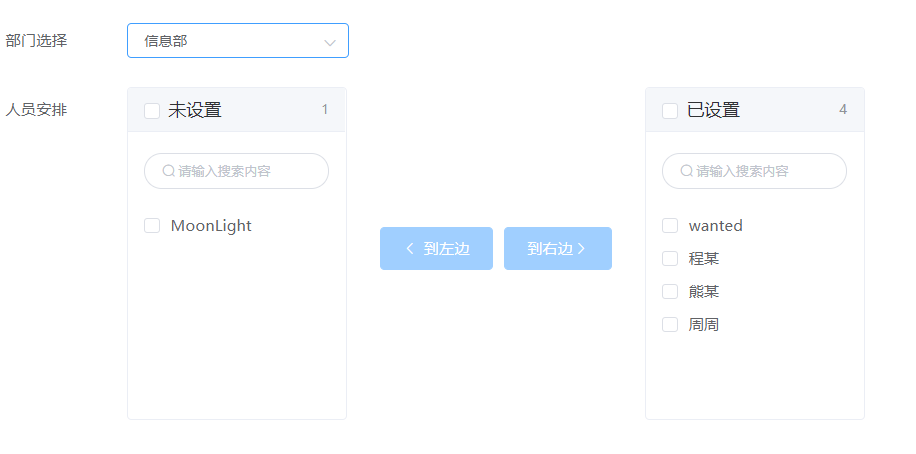 部门选择
信息部
人员安排
未设置 1
请输入搜索内容
MoonLight
到左边
到右边
已设置 4
请输入搜索内容
wanted
程某
熊某
周周